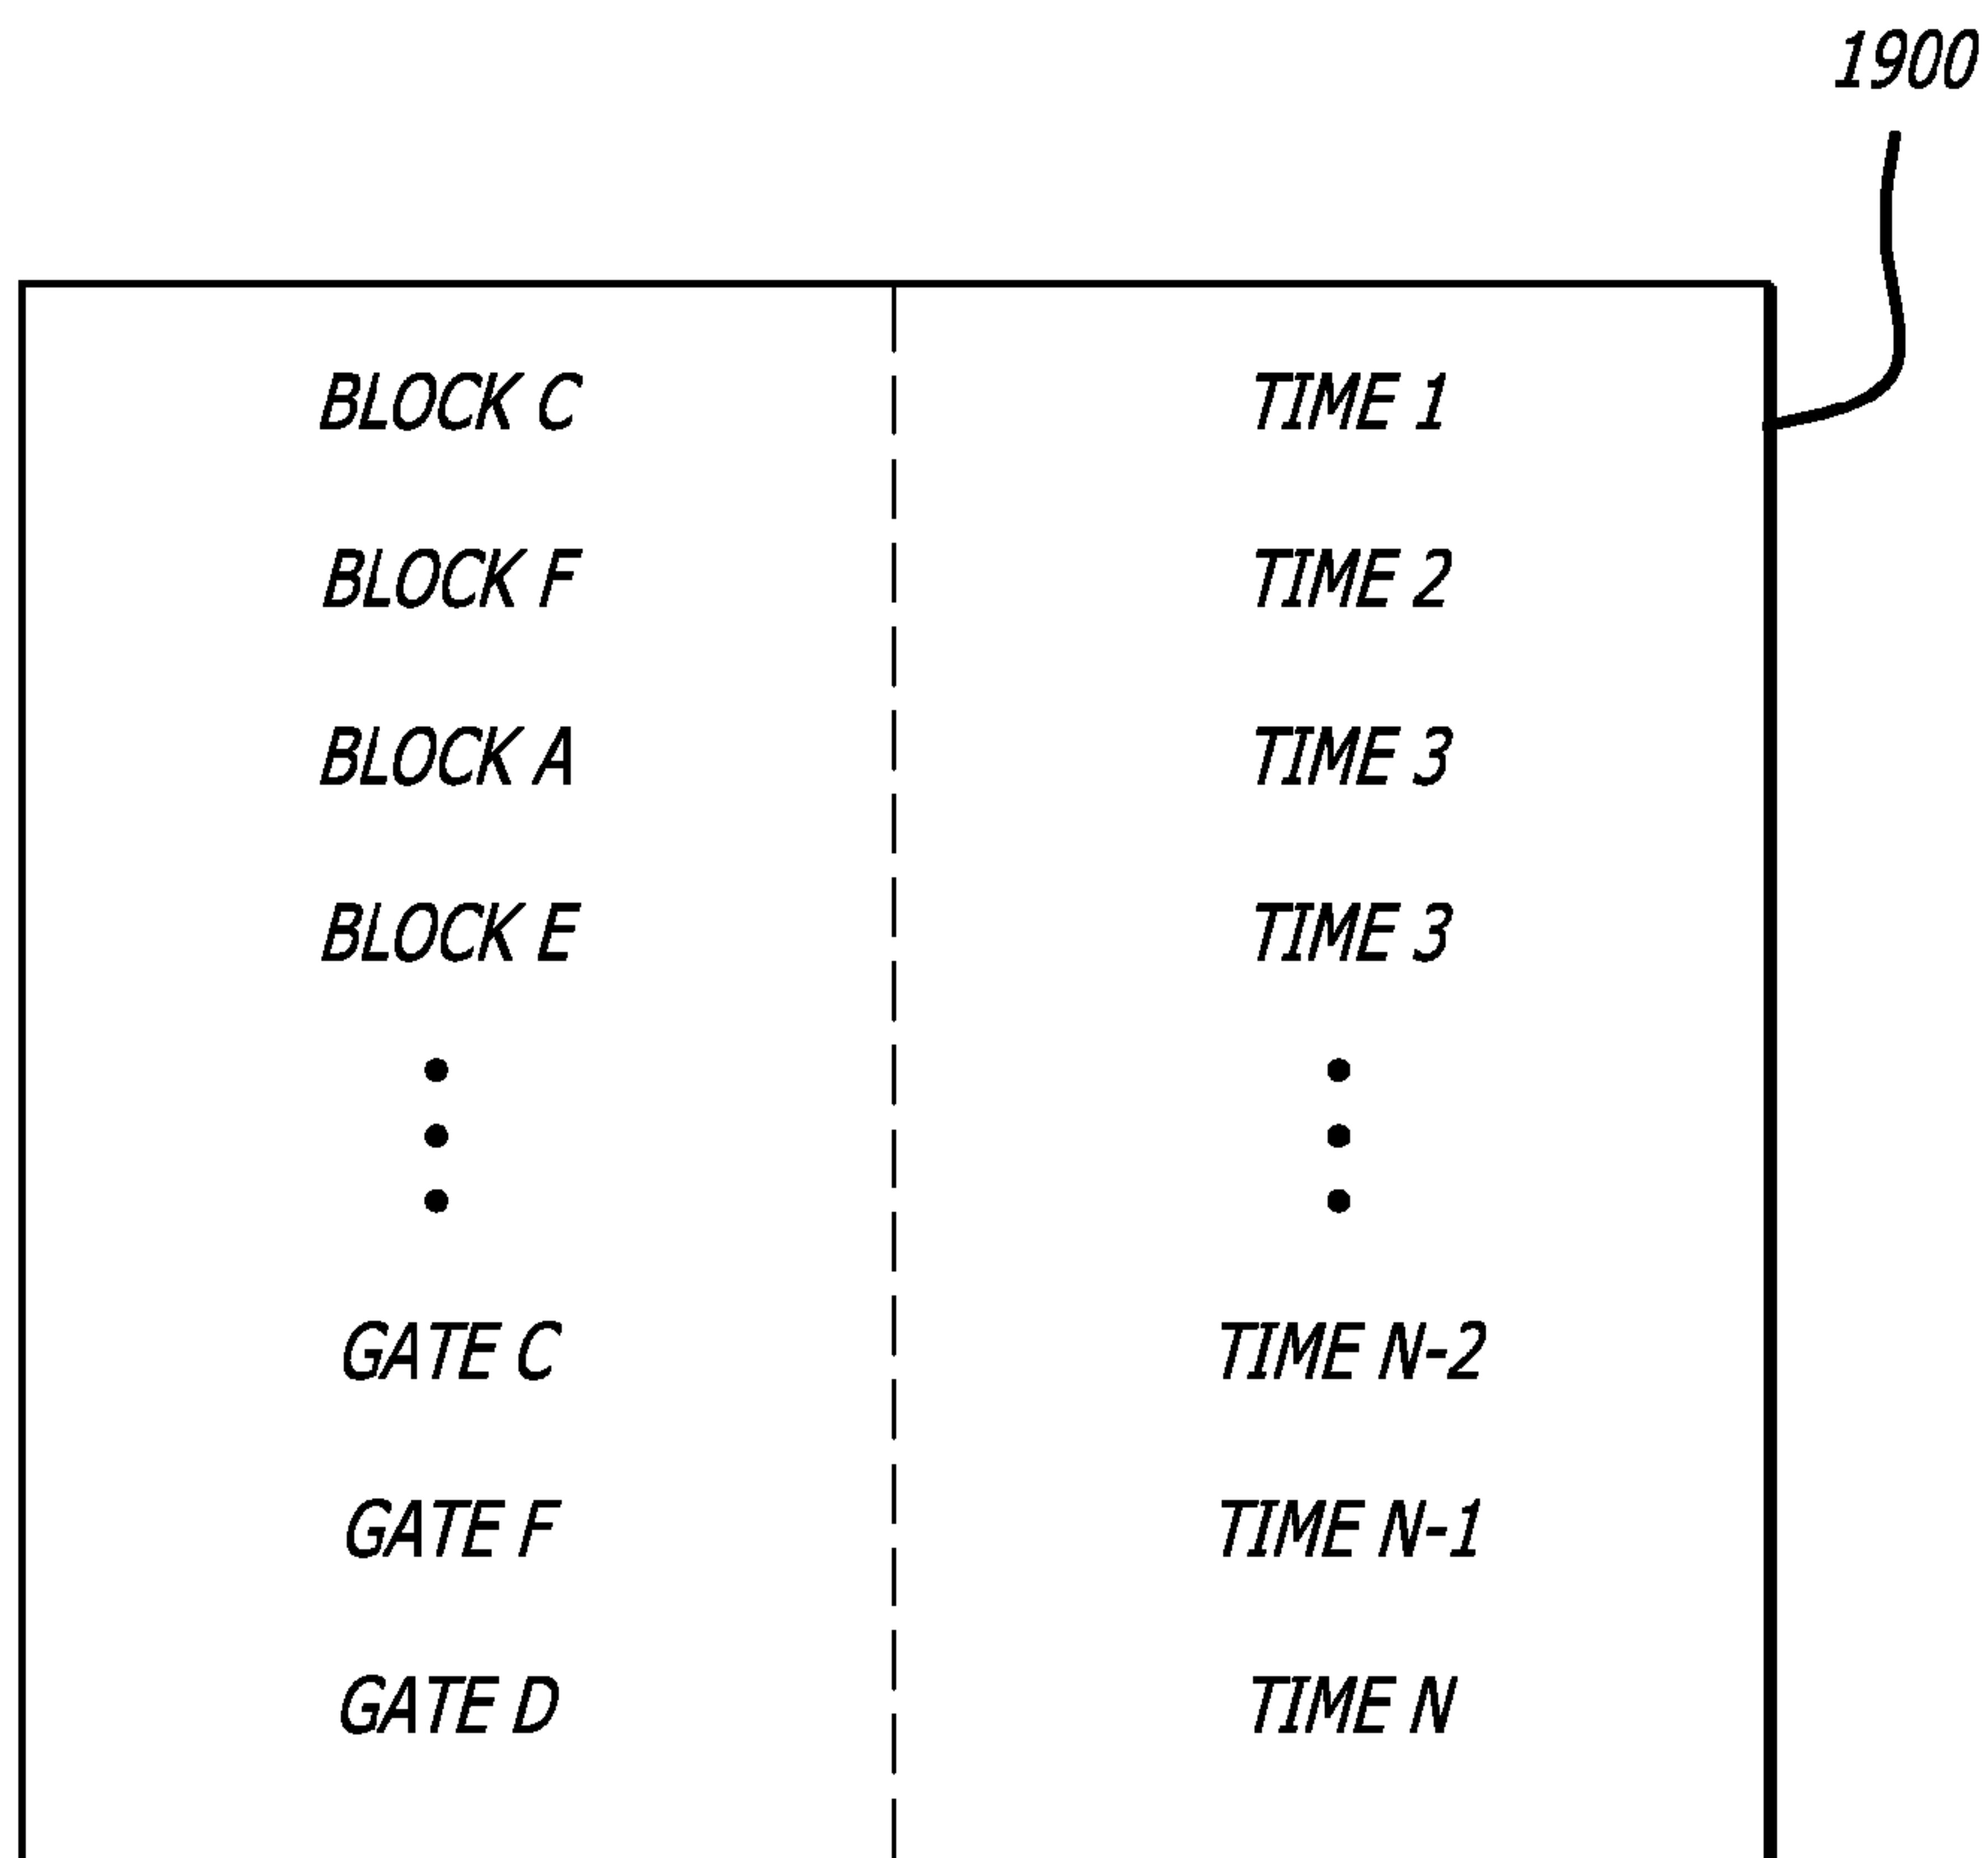 1900
BLOCK C TIME 1
BLOCK F TIME 2
BLOCK A TIME 3
BLOCK E TIME 3
GATE C TIME N-2
GATE F TIME N-1
GATE D TIME N